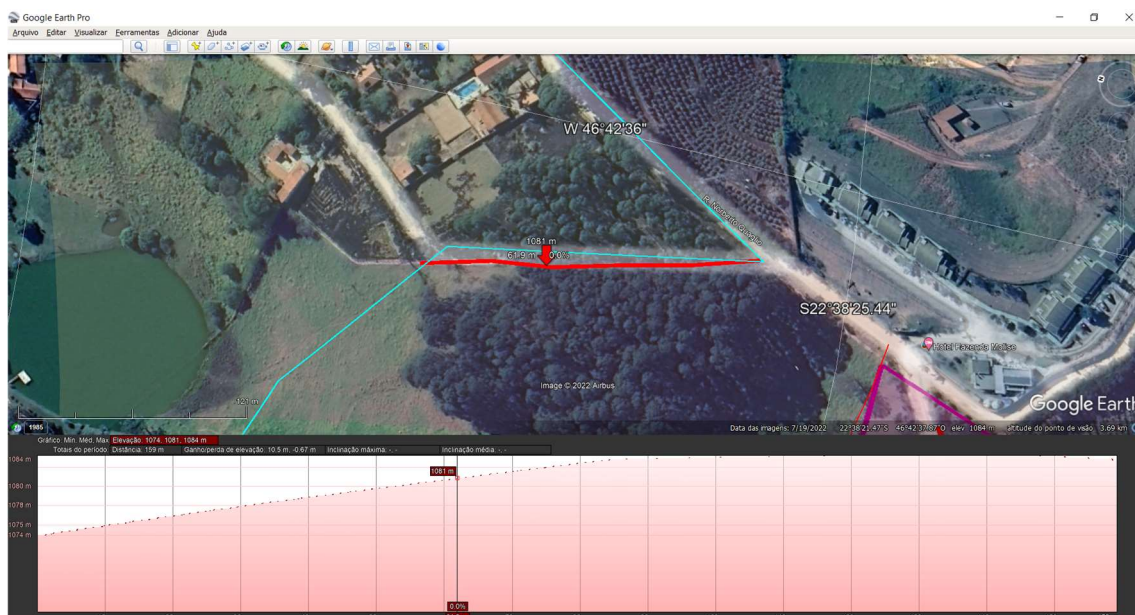 Google Earth Pro
Arquivo Editar Visualizar Ferramentas Adicionar Ajuda
W 46°42'36"
R. Norberto Quaglio
1081 m
61.9 m 0.0%
S22°38'25.44"
Hotel Fazenda Malise
Image © 2022 Airbus
Google Earth
121 m
1985
Data das imagens: 7/19/2022 22°38'21.47"S 46°42'37.87"O elev. 1084 m altitude do ponto de visão 3.69 km
Gráfico: Mín, Méd, Máx Elevação: 1074, 1081, 1084 m
Totais do período: Distância: 159 m Ganho/perda de elevação: 10.5 m, -0.67 m Inclinação máxima: -, - Inclinação média: -, -
1084 m
1081 m
1080 m
1078 m
1075 m
1074 m
0.0%